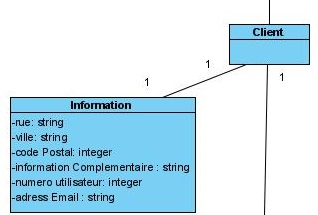 Client
1
1
1
Information
-rue: string
-ville: string
-code Postal: integer
-information Complementaire : string
-numero utilisateur: integer
-adress Email : string